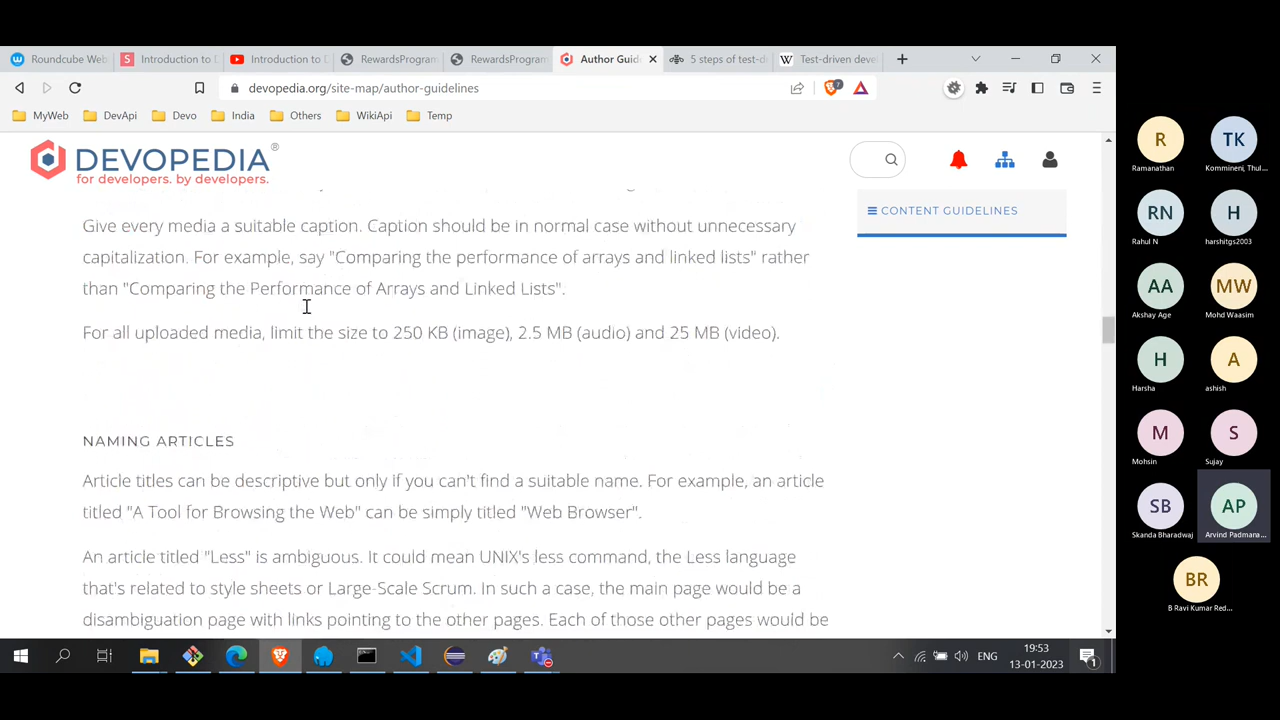 Roundcube Web
Introduction to D
Introduction to D
RewardsProgram
RewardsProgram
Author Guid
5 steps of test-d
Test-driven deve
devopedia.org/site-map/author-guidelines
7
MyWeb
DevApi
Devo
India
Others
WikiApi
Temp
DEVOPEDIA®
for developers. by developers.
CONTENT GUIDELINES
Give every media a suitable caption. Caption should be in normal case without unnecessary
capitalization. For example, say "Comparing the performance of arrays and linked lists" rather
than "Comparing the Performance of Arrays and Linked Lists".
For all uploaded media, limit the size to 250 KB (image), 2.5 MB (audio) and 25 MB (video).
NAMING ARTICLES
Article titles can be descriptive but only if you can't find a suitable name. For example, an article
titled "A Tool for Browsing the Web" can be simply titled "Web Browser".
An article titled "Less" is ambiguous. It could mean UNIX's less command, the Less language
that's related to style sheets or Large-Scale Scrum. In such a case, the main page would be a
disambiguation page with links pointing to the other pages. Each of those other pages would be
ENG
19:53
13-01-2023
1
R
Ramanathan
TK
Kommineni, Thul...
RN
Rahul N
H
harshitgs2003
AA
Akshay Age
MW
Mohd Waasim
H
Harsha
A
ashish
M
Mohsin
S
Sujay
SB
Skanda Bharadwaj
AP
Arvind Padmana...
BR
B Ravi Kumar Red...